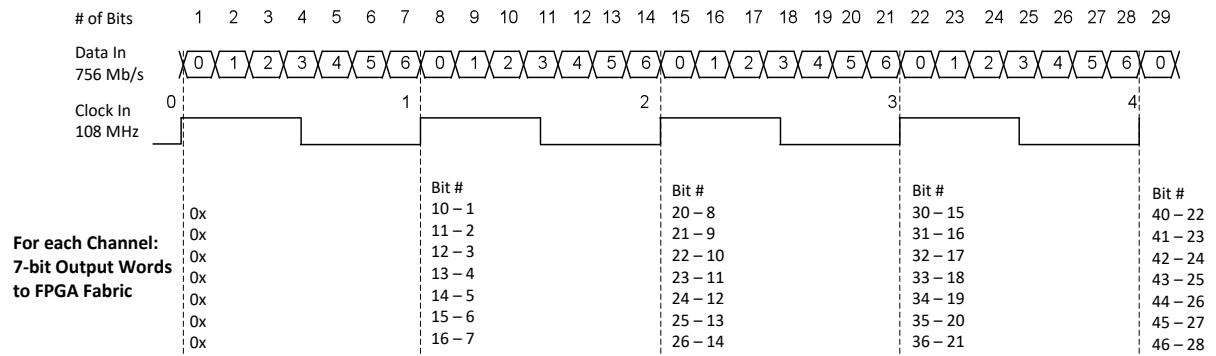 # of Bits 1 2 3 4 5 6 7 8 9 10 11 12 13 14 15 16 17 18 19 20 21 22 23 24 25 26 27 28 29
Data In
756 Mb/s
0 1 2 3 4 5 6 0 1 2 3 4 5 6 0 1 2 3 4 5 6 0 1 2 3 4 5 6 0
0 1 2 3 4
Clock In
108 MHz
For each Channel:
7-bit Output Words
to FPGA Fabric
0x
0x
0x
0x
0x
0x
0x
Bit #
10 – 1
11 – 2
12 – 3
13 – 4
14 – 5
15 – 6
16 – 7
Bit #
20 – 8
21 – 9
22 – 10
23 – 11
24 – 12
25 – 13
26 – 14
Bit #
30 – 15
31 – 16
32 – 17
33 – 18
34 – 19
35 – 20
36 – 21
Bit #
40 – 22
41 – 23
42 – 24
43 – 25
44 – 26
45 – 27
46 – 28